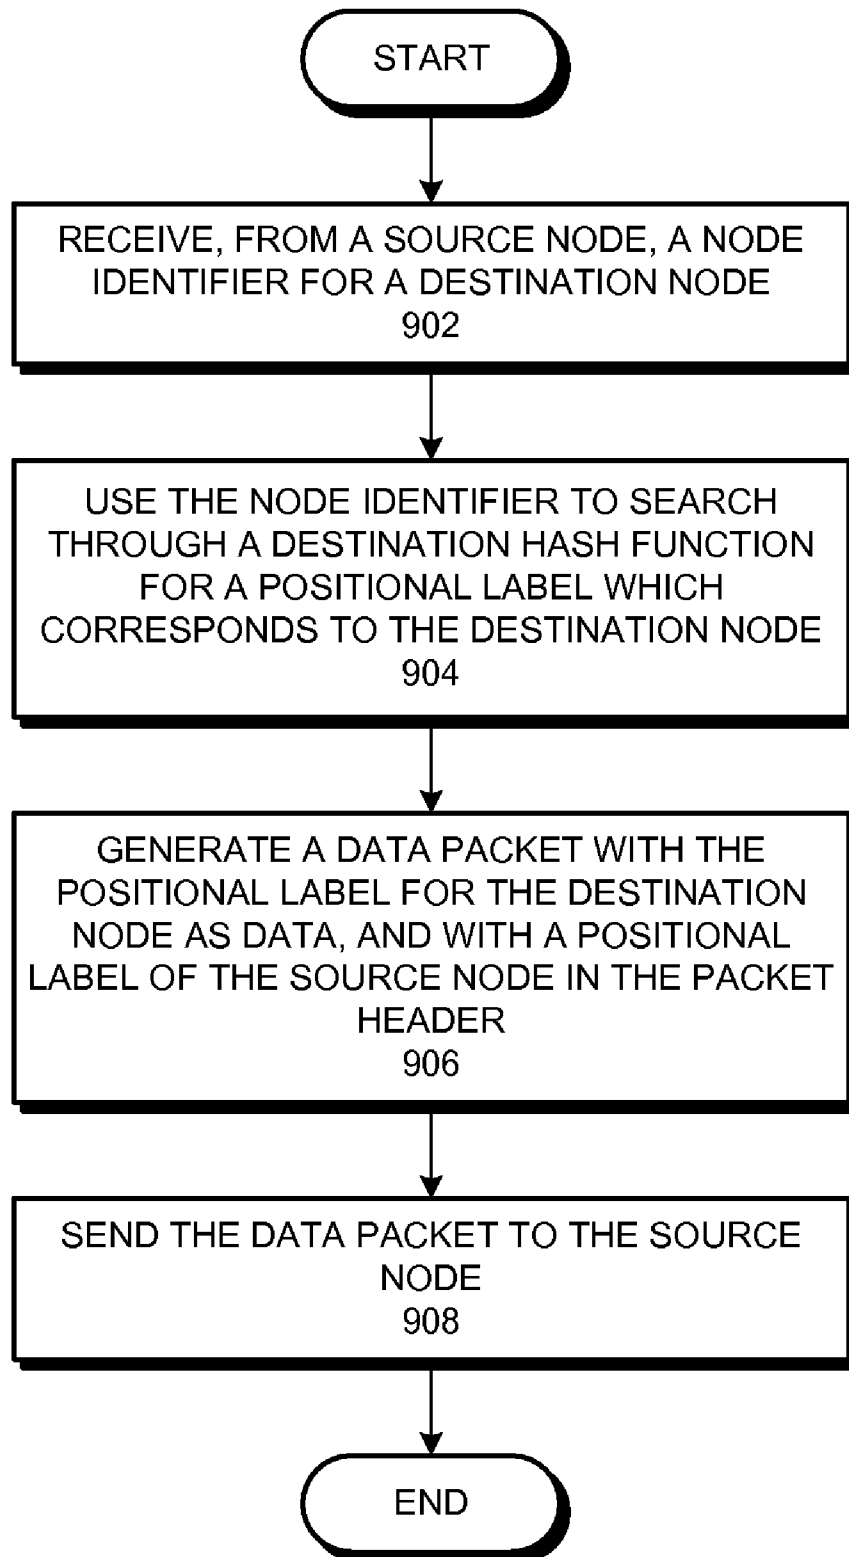 START
RECEIVE, FROM A SOURCE NODE, A NODE
IDENTIFIER FOR A DESTINATION NODE
902
USE THE NODE IDENTIFIER TO SEARCH
THROUGH A DESTINATION HASH FUNCTION
FOR A POSITIONAL LABEL WHICH
CORRESPONDS TO THE DESTINATION NODE
904
GENERATE A DATA PACKET WITH THE
POSITIONAL LABEL FOR THE DESTINATION
NODE AS DATA, AND WITH A POSITIONAL
LABEL OF THE SOURCE NODE IN THE PACKET
HEADER
906
SEND THE DATA PACKET TO THE SOURCE
NODE
908
END